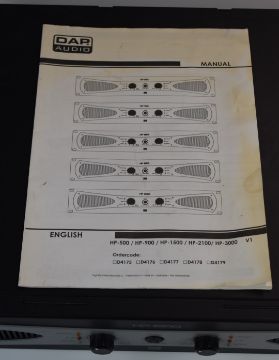 DAP
AUDIO
MANUAL
ENGLISH
HP-500 / HP-900 / HP-1500 / HP-2100 / HP-3000 V1
Ordercode:
□D4175 □D4176 □D4177 □D4178 □D4179